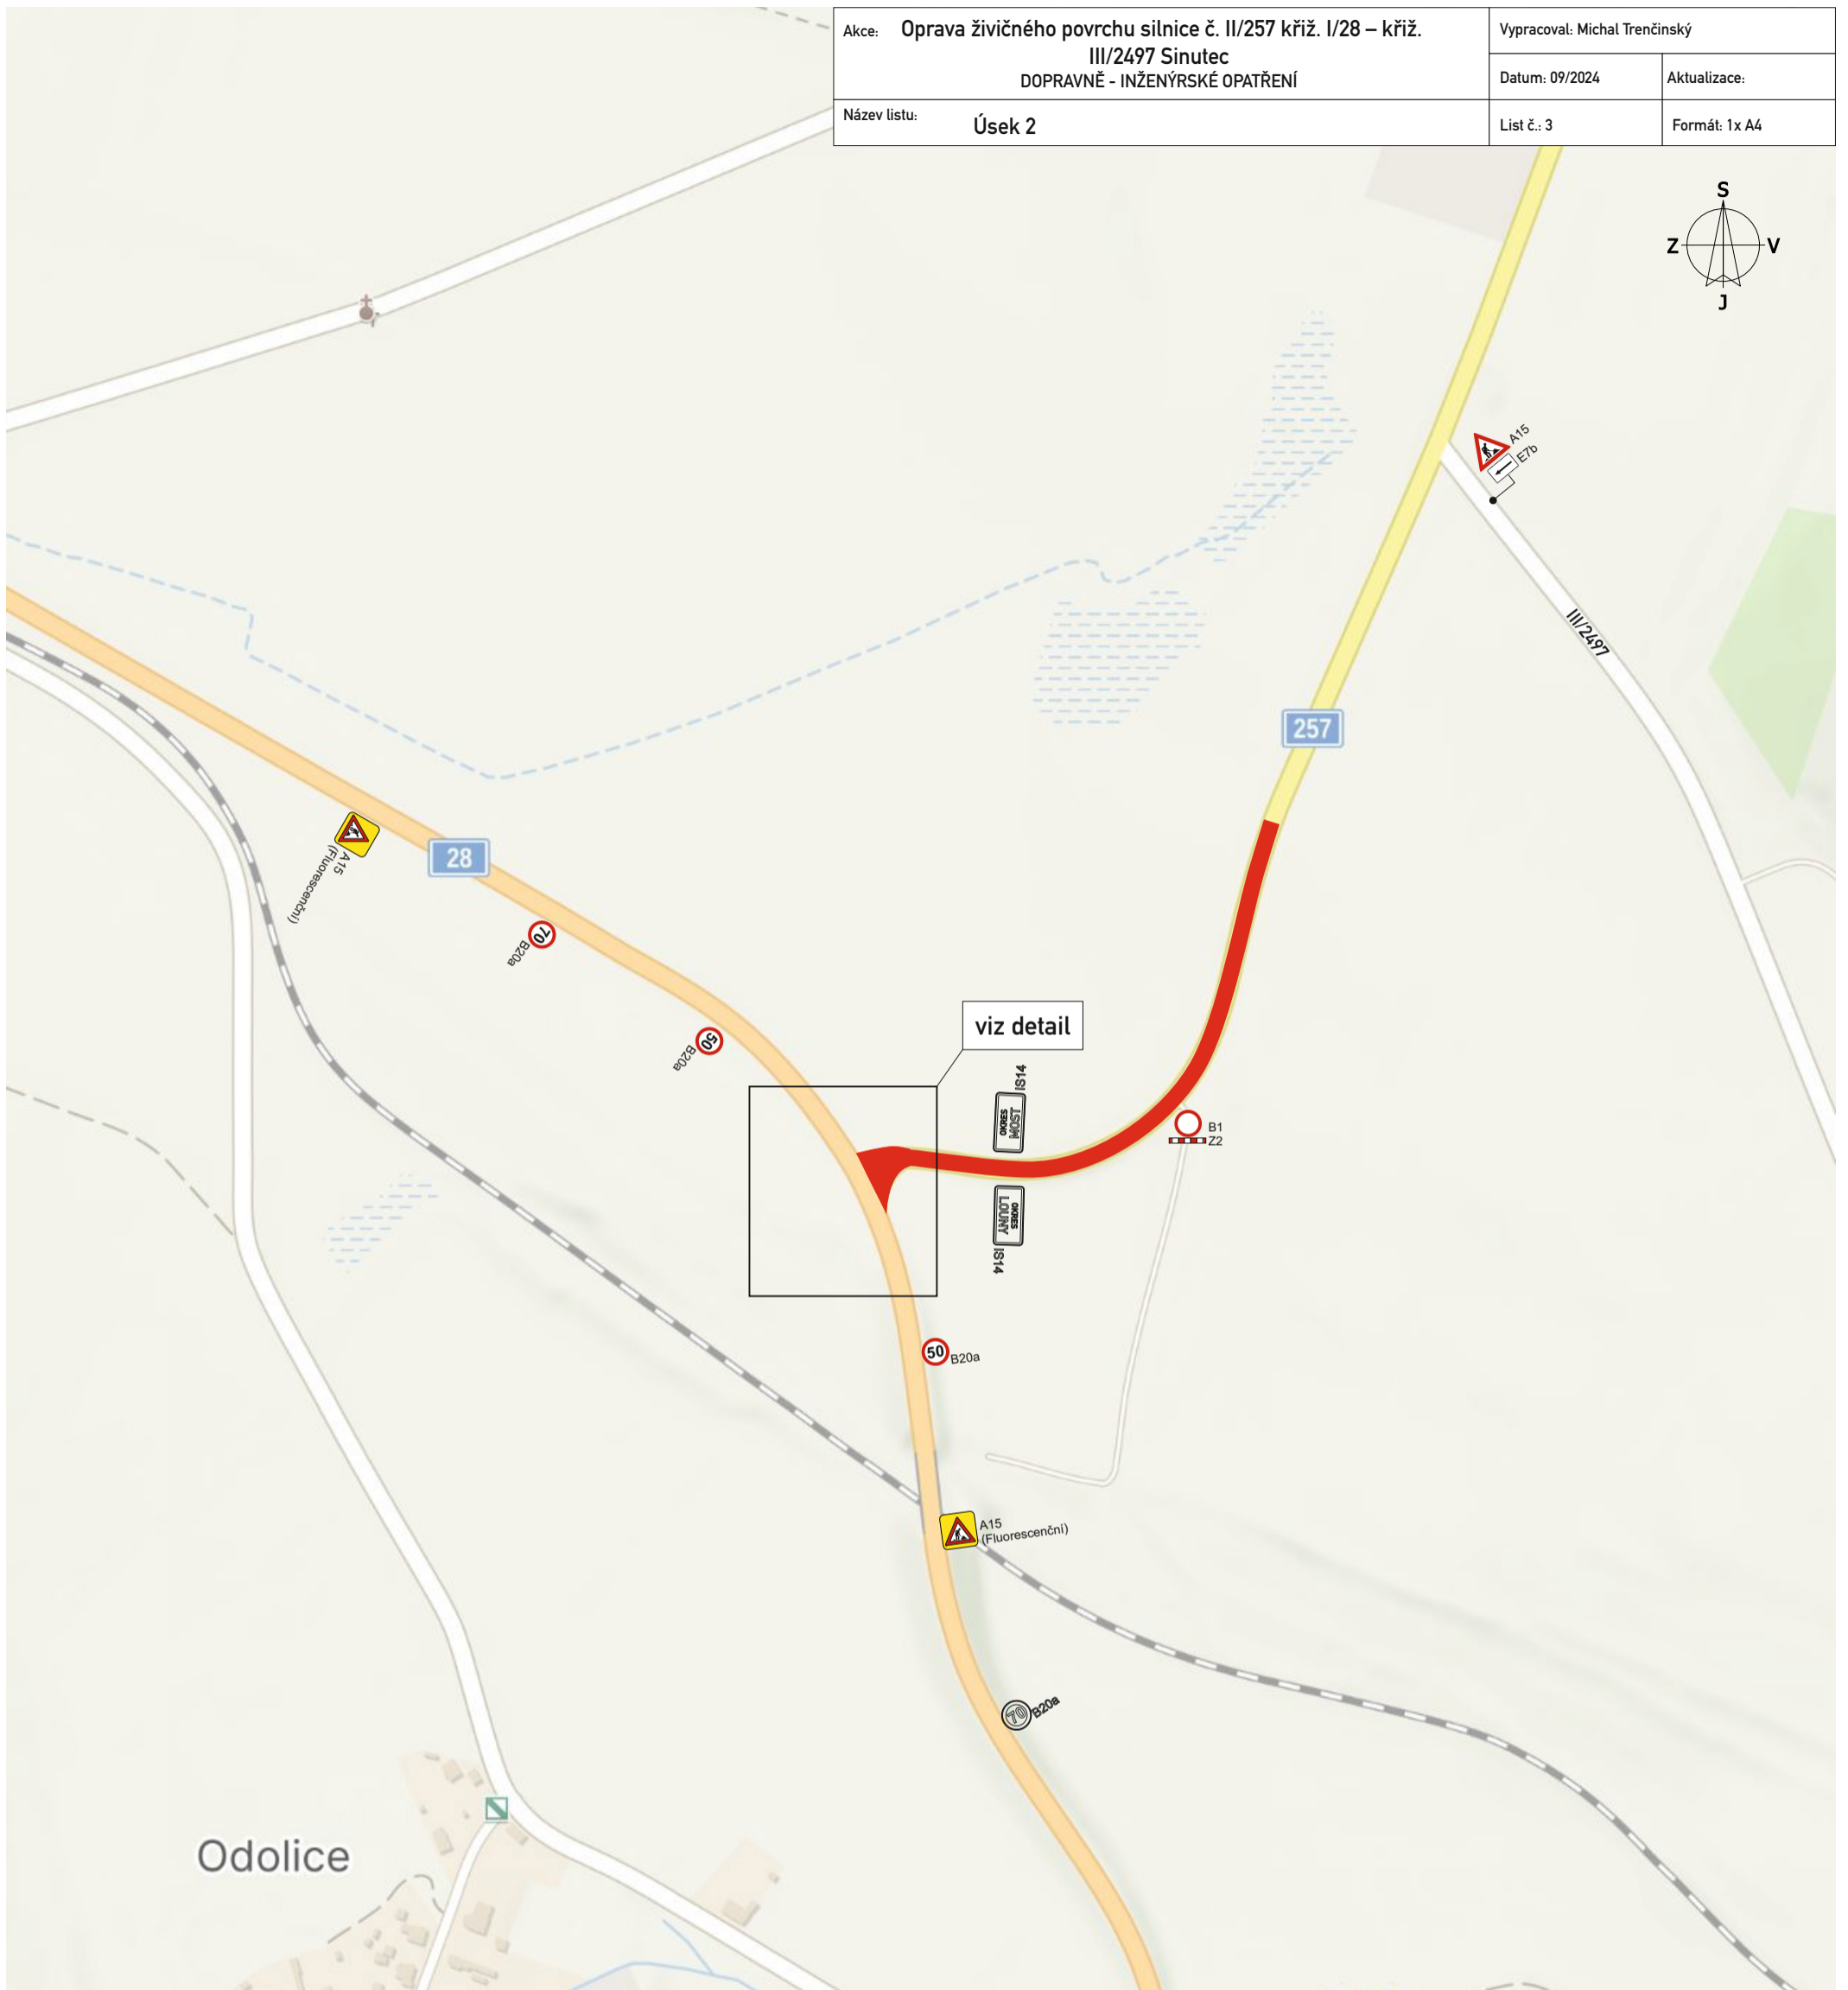 Akce: Oprava živičného povrchu silnice č. II/257 křiž. I/28 – křiž.
III/2497 Sinutec
DOPRAVNĚ - INŽENÝRSKÉ OPATŘENÍ
Vypracoval: Michal Trenčinský
Datum: 09/2024
Aktualizace:
Název listu: Úsek 2
List č.: 3
Formát: 1x A4
S
Z
V
J
A15
E7b
III/2497
257
A15
(Fluorescenční)
28
70
B20a
50
B20a
viz detail
IS14
OKRES
MOST
B1
Z2
OKRES
LOUNY
IS14
50
B20a
A15
(Fluorescenční)
70
B20a
Odolice